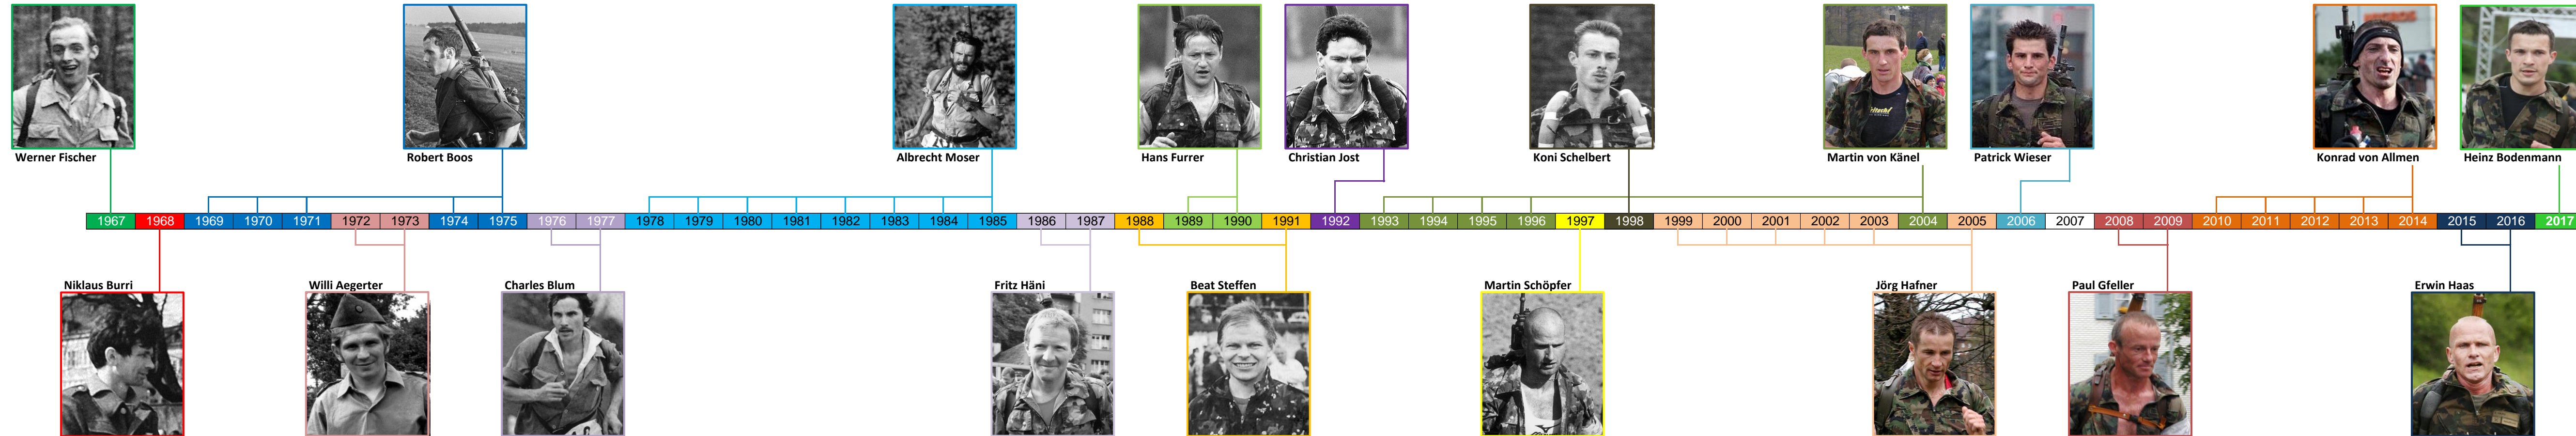 Werner Fischer
Robert Boos
Albrecht Moser
Hans Furrer
Christian Jost
Koni Schelbert
Martin von Känel
Patrick Wieser
Konrad von Allmen
Heinz Bodenmann
1967 1968 1969 1970 1971 1972 1973 1974 1975 1976 1977 1978 1979 1980 1981 1982 1983 1984 1985 1986 1987 1988 1989 1990 1991 1992 1993 1994 1995 1996 1997 1998 1999 2000 2001 2002 2003 2004 2005 2006 2007 2008 2009 2010 2011 2012 2013 2014 2015 2016 2017
Niklaus Burri
Willi Aegerter
Charles Blum
Fritz Häni
Beat Steffen
Martin Schöpfer
Jörg Hafner
Paul Gfeller
Erwin Haas